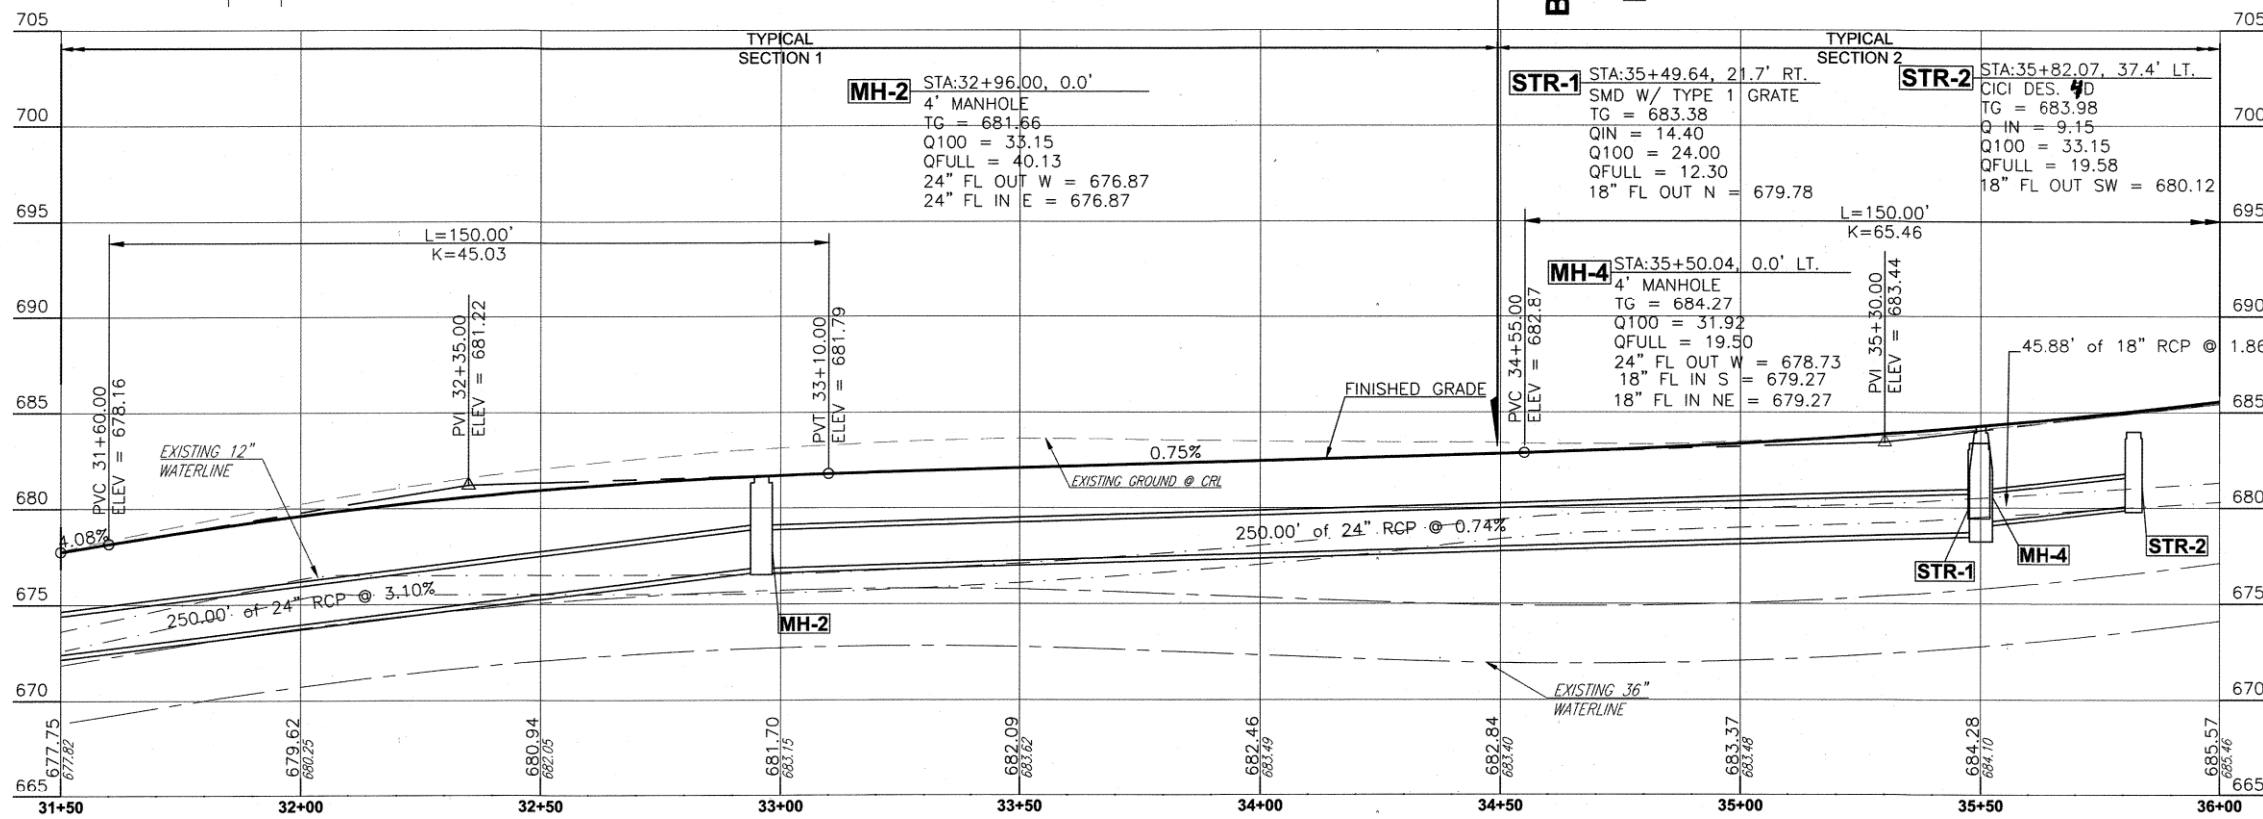 705
705
TYPICAL
SECTION 1
TYPICAL
SECTION 2
B
MH-2 STA:32+96.00, 0.0'
4' MANHOLE
TG = 681.66
Q100 = 33.15
QFULL = 40.13
24" FL OUT W = 676.87
24" FL IN E = 676.87
STR-1 STA:35+49.64, 21.7' RT.
SMD W/ TYPE 1 GRATE
TG = 683.38
QIN = 14.40
Q100 = 24.00
QFULL = 12.30
18" FL OUT N = 679.78
STR-2 STA:35+82.07, 37.4' LT.
CICI DES. 4D
TG = 683.98
Q IN = 9.15
Q100 = 33.15
QFULL = 19.58
18" FL OUT SW = 680.12
700
700
695
695
L=150.00'
K=45.03
L=150.00'
K=65.46
MH-4 STA:35+50.04, 0.0' LT.
4' MANHOLE
TG = 684.27
Q100 = 31.92
QFULL = 19.50
24" FL OUT W = 678.73
18" FL IN S = 679.27
18" FL IN NE = 679.27
690
690
PVC 31+60.00
ELEV = 678.16
PVI 32+35.00
ELEV = 681.22
PVT 33+10.00
ELEV = 681.79
PVC 34+55.00
ELEV = 682.87
PVI 35+30.00
ELEV = 683.44
45.88' of 18" RCP @ 1.86
685
685
FINISHED GRADE
EXISTING 12"
WATERLINE
0.75%
EXISTING GROUND @ CRL
680
680
4.08%
250.00' of 24" RCP @ 0.74%
STR-1
MH-4
STR-2
675
675
250.00' of 24" RCP @ 3.10%
MH-2
670
670
EXISTING 36"
WATERLINE
677.75
677.82
679.62
680.25
680.94
682.05
681.70
683.15
682.09
683.62
682.46
683.49
682.84
683.40
683.37
683.48
684.28
684.10
685.57
685.46
665
665
31+50 32+00 32+50 33+00 33+50 34+00 34+50 35+00 35+50 36+00